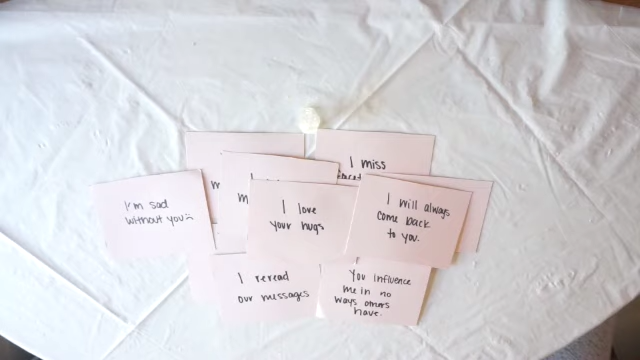 I miss
I'm sad
without you :(
I love
your hugs
I will always
come back
to you.
I reread
our messages
You influence
me in no
ways others
have.